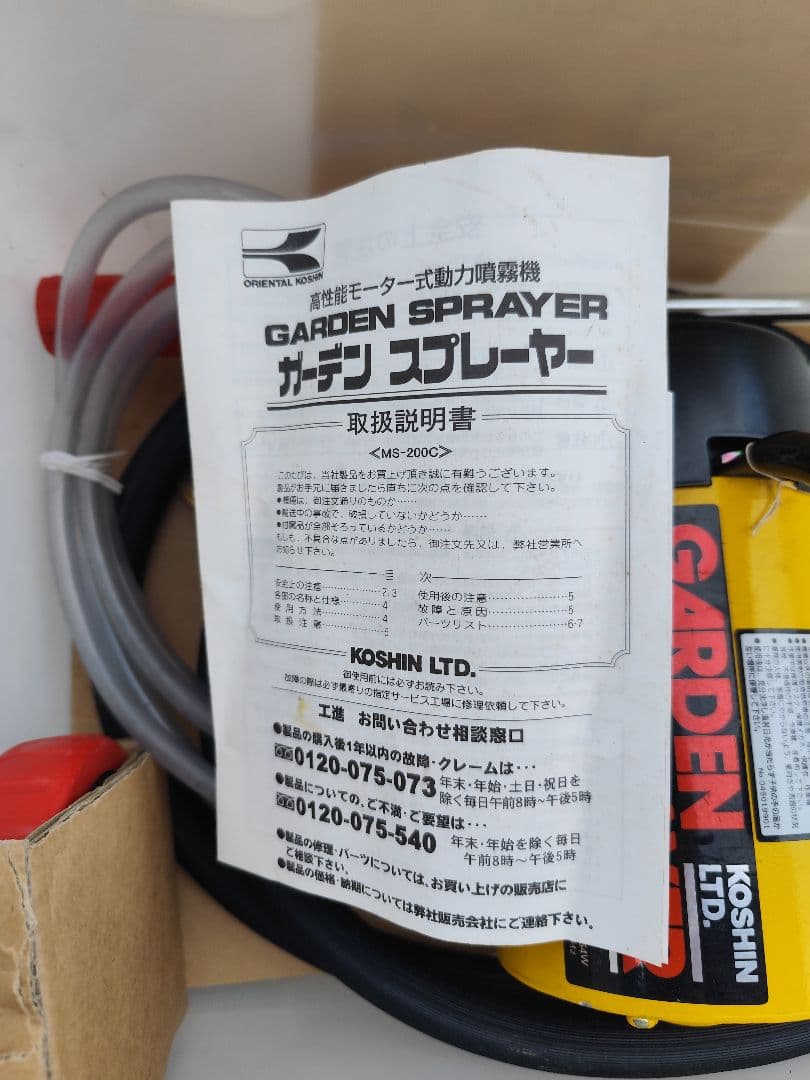 ORIENTAL KOSHIN
高性能モーター式動力噴霧機
GARDEN SPRAYER
ガーデン スプレーヤー
取扱説明書
<MS-200C>
このたびは、当社製品をお買上げ頂き誠に有難うございます。
製品がお手元に届きましたら直ちに次の点を確認して下さい。
●機種は、御注文通りのものか……
●輸送中の事故で、破損していないかどうか……
●付属品が全部そろっているかどうか……
もしも、不具合な点がありましたら、御注文先又は、弊社営業所へ
お知らせ下さい。
目 次
安全上の注意………………2,3
各部の名称と仕様…………4
使用方法………………4
取扱注意………………5
使用後の注意………………5
故障と原因………………5
パーツリスト………………6・7
KOSHIN LTD.
御使用前には必ずお読み下さい。
故障の際は必ず最寄りの指定サービス工場に修理依頼して下さい。
工進 お問い合わせ相談窓口
●製品の購入後1年以内の故障・クレームは・・・
0120-075-073 年末・年始・土日・祝日を
除く毎日午前8時~午後5時
●製品についての、ご不満・ご要望は・・・
0120-075-540 年末・年始を除く毎日
午前8時~午後5時
●製品の修理・パーツについては、お買い上げの販売店に
ご相談下さい。
●製品の価格・納期については弊社販売会社にご連絡下さい。
GARDEN
KOSHIN
LTD.
No.046019901